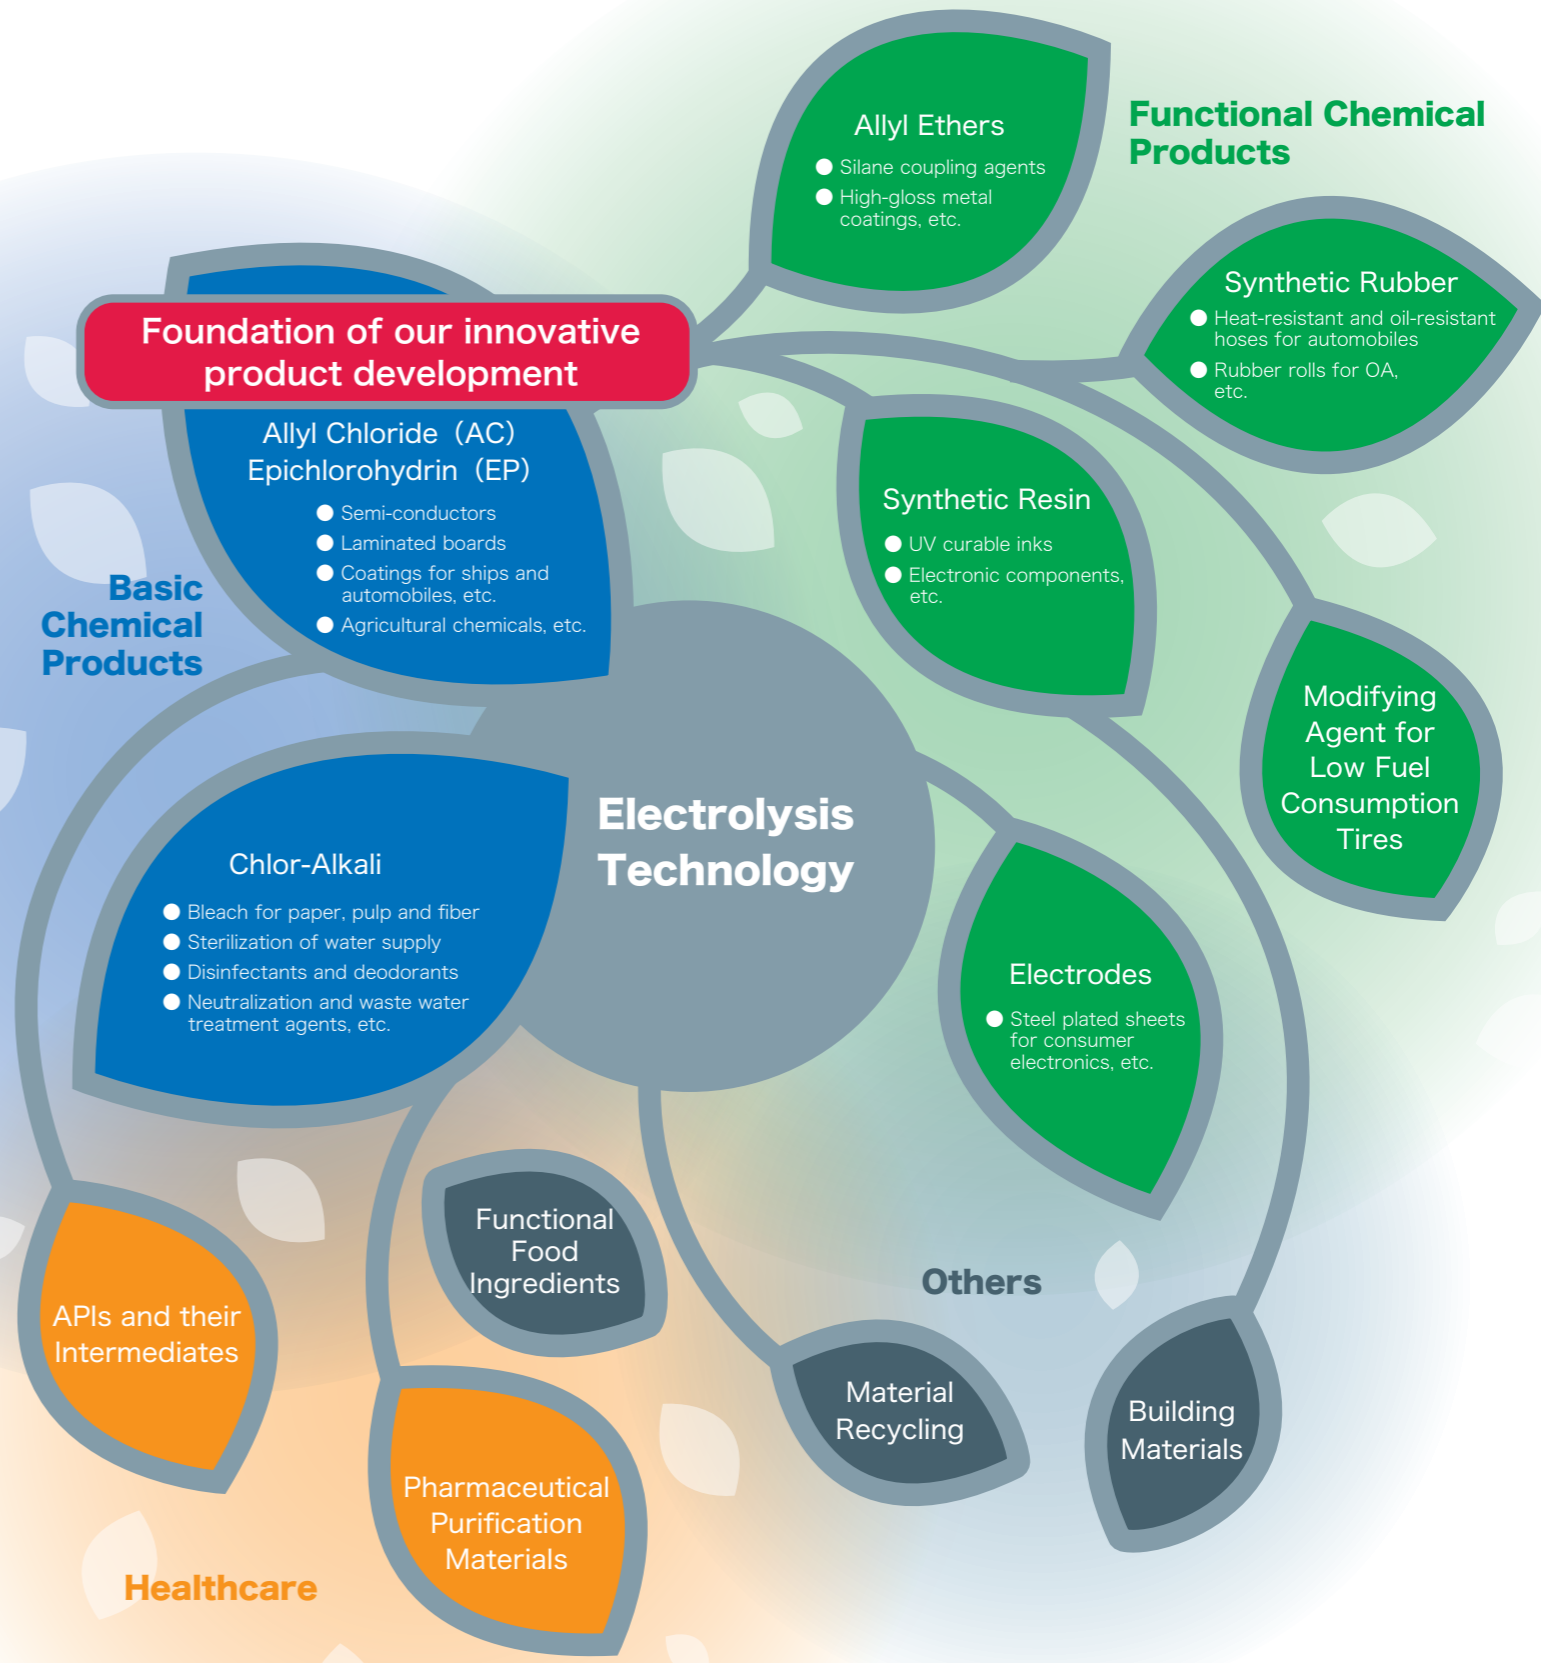 Allyl Ethers
● Silane coupling agents
● High-gloss metal
coatings, etc.
Functional Chemical
Products
Synthetic Rubber
● Heat-resistant and oil-resistant
hoses for automobiles
● Rubber rolls for OA,
etc.
Foundation of our innovative
product development
Allyl Chloride（AC）
Epichlorohydrin（EP）
● Semi-conductors
● Laminated boards
● Coatings for ships and
automobiles, etc.
● Agricultural chemicals, etc.
Basic
Chemical
Products
Synthetic Resin
● UV curable inks
● Electronic components,
etc.
Modifying
Agent for
Low Fuel
Consumption
Tires
Electrolysis
Technology
Chlor-Alkali
● Bleach for paper, pulp and fiber
● Sterilization of water supply
● Disinfectants and deodorants
● Neutralization and waste water
treatment agents, etc.
Electrodes
● Steel plated sheets
for consumer
electronics, etc.
Functional
Food
Ingredients
Others
APIs and their
Intermediates
Material
Recycling
Building
Materials
Pharmaceutical
Purification
Materials
Healthcare